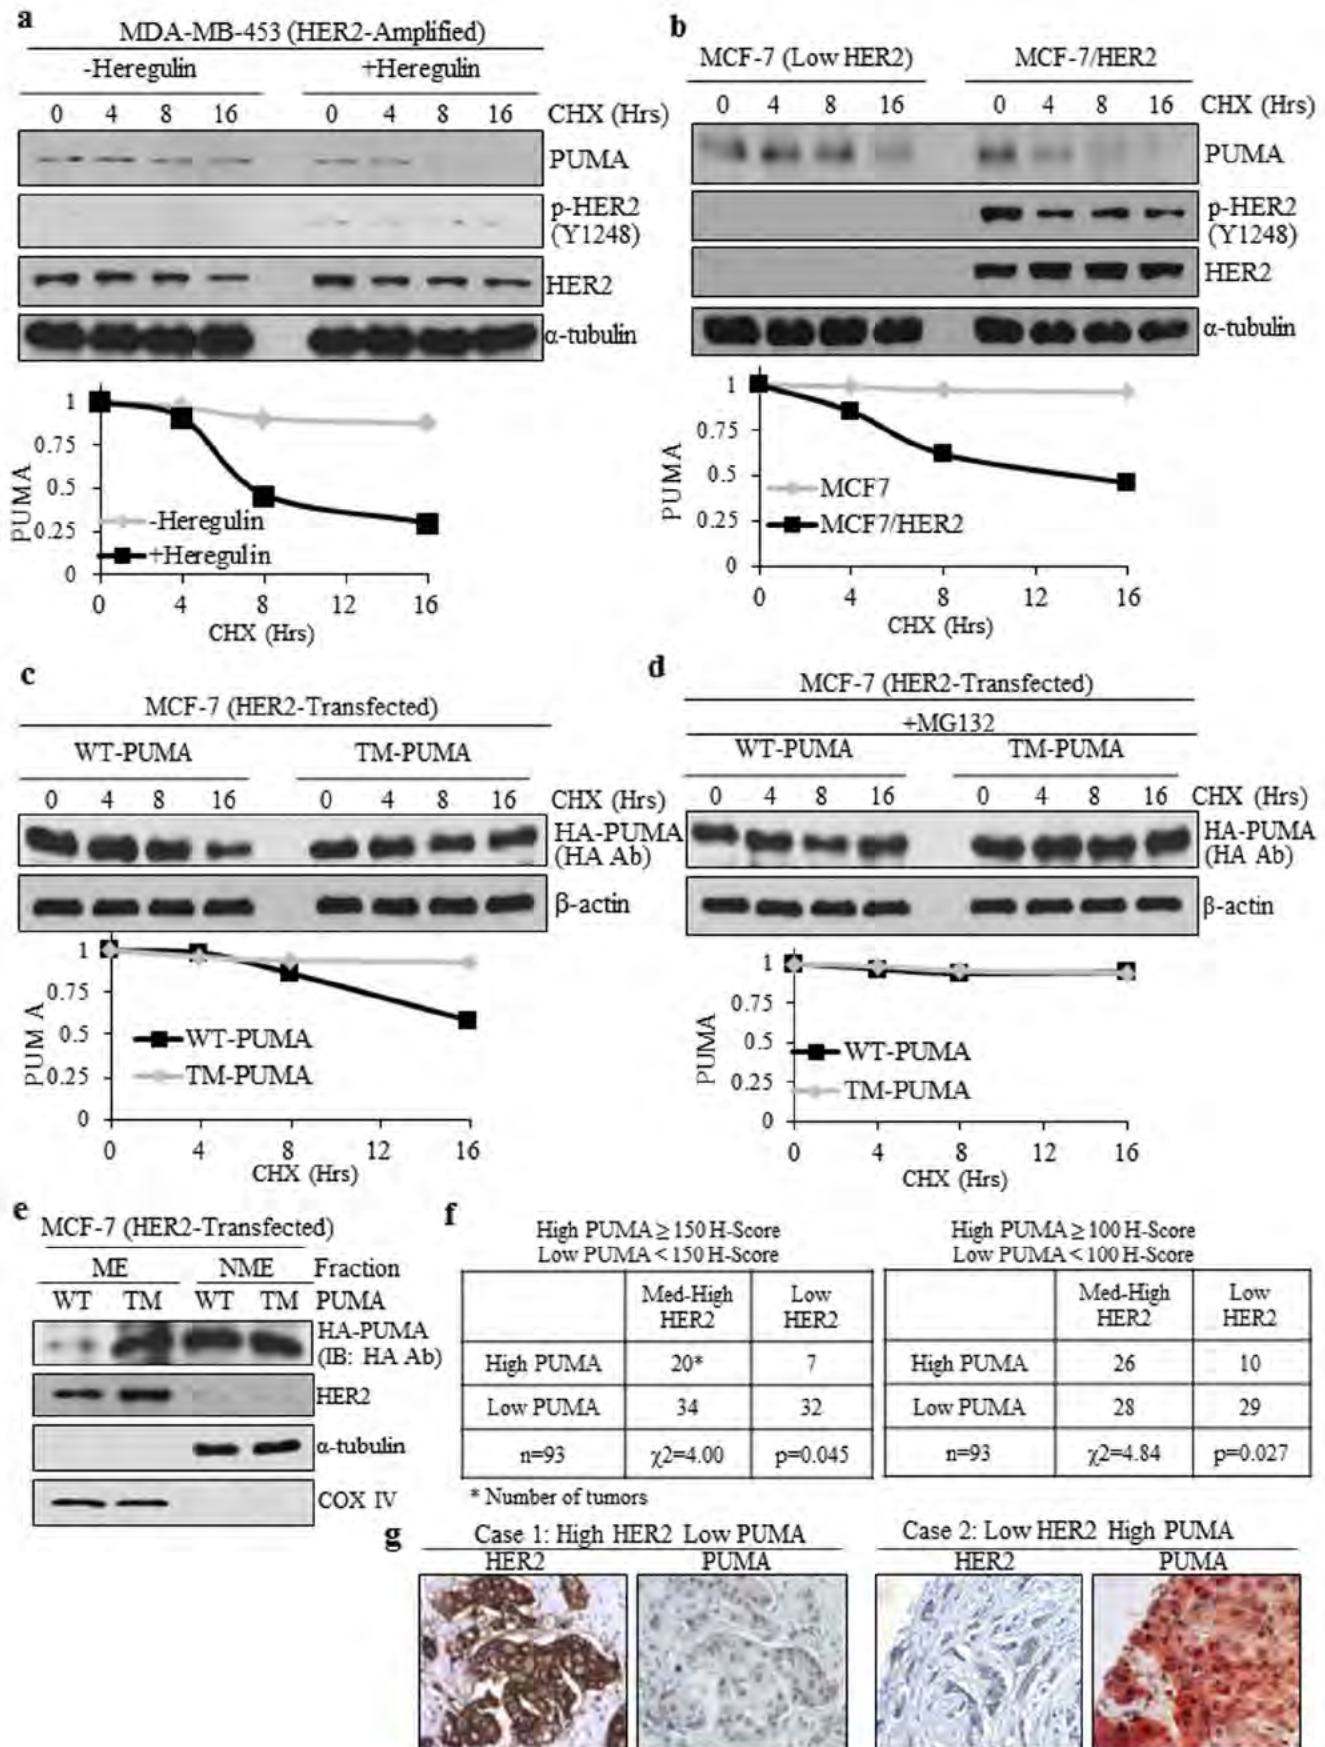 a
MDA-MB-453 (HER2-Amplified)
-Heregulin +Heregulin
0 4 8 16 0 4 8 16 CHX (Hrs)
PUMA
p-HER2
(Y1248)
HER2
α-tubulin
1
0.75
0.5
0.25
0
PUMA
-Heregulin
+Heregulin
0 4 8 12 16
CHX (Hrs)
b
MCF-7 (Low HER2) MCF-7/HER2
0 4 8 16 0 4 8 16 CHX (Hrs)
PUMA
p-HER2
(Y1248)
HER2
α-tubulin
1
0.75
0.5
0.25
0
PUMA
MCF7
MCF7/HER2
0 4 8 12 16
CHX (Hrs)
c
MCF-7 (HER2-Transfected)
WT-PUMA TM-PUMA
0 4 8 16 0 4 8 16 CHX (Hrs)
HA-PUMA
(HA Ab)
β-actin
1
0.75
0.5
0.25
0
PUM A
WT-PUMA
TM-PUMA
0 4 8 12 16
CHX (Hrs)
d
MCF-7 (HER2-Transfected)
+MG132
WT-PUMA TM-PUMA
0 4 8 16 0 4 8 16 CHX (Hrs)
HA-PUMA
(HA Ab)
β-actin
1
0.75
0.5
0.25
0
PUMA
WT-PUMA
TM-PUMA
0 4 8 12 16
CHX (Hrs)
e
MCF-7 (HER2-Transfected)
ME NME Fraction
WT TM WT TM PUMA
HA-PUMA
(IB: HA Ab)
HER2
α-tubulin
COX IV
f
High PUMA ≥ 150 H-Score
Low PUMA < 150 H-Score
Med-High Low
HER2 HER2
High PUMA 20* 7
Low PUMA 34 32
n=93 χ2=4.00 p=0.045
* Number of tumors
High PUMA ≥ 100 H-Score
Low PUMA < 100 H-Score
Med-High Low
HER2 HER2
High PUMA 26 10
Low PUMA 28 29
n=93 χ2=4.84 p=0.027
g
Case 1: High HER2 Low PUMA
HER2 PUMA
Case 2: Low HER2 High PUMA
HER2 PUMA